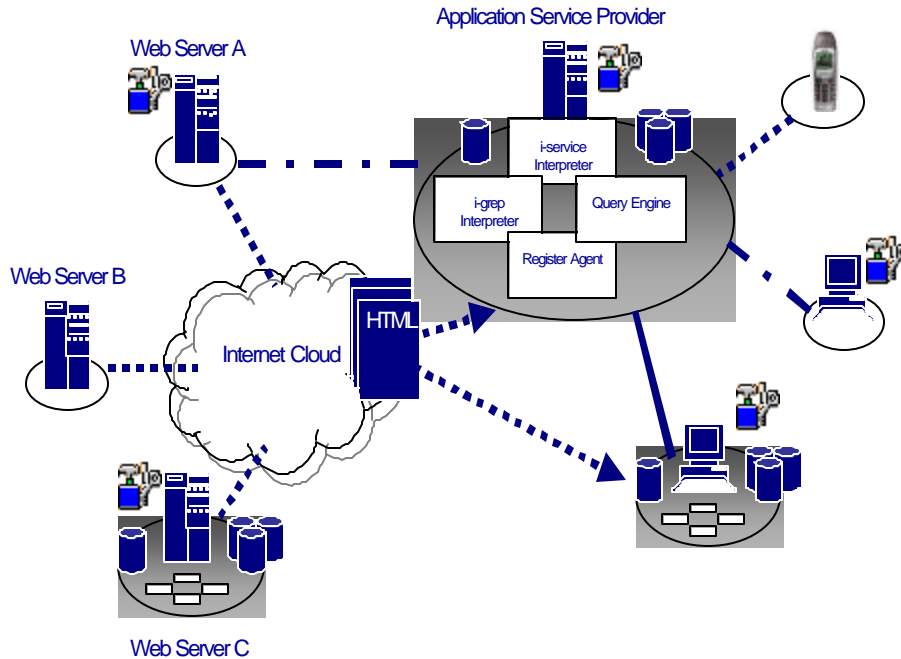 Application Service Provider
Web Server A
i-service
Interpreter
i-grep
Interpreter
Query Engine
Register Agent
Web Server B
HTML
Internet Cloud
Web Server C